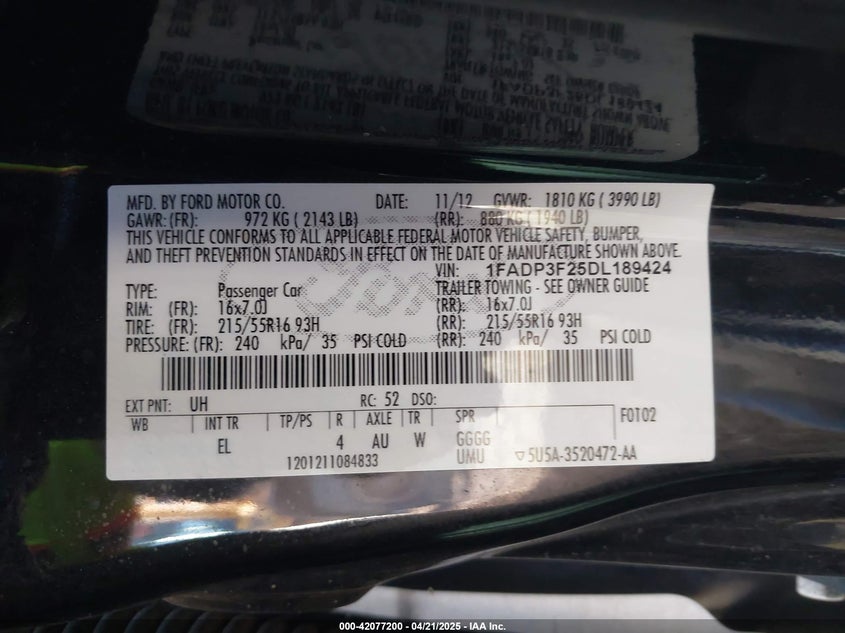 MFD. BY FORD MOTOR CO. DATE: 11/12 GVWR: 1810 KG ( 3990 LB)
GAWR: (FR): 972 KG ( 2143 LB) (RR): 880 KG ( 1940 LB)
THIS VEHICLE CONFORMS TO ALL APPLICABLE FEDERAL MOTOR VEHICLE SAFETY, BUMPER,
AND THEFT PREVENTION STANDARDS IN EFFECT ON THE DATE OF MANUFACTURE SHOWN ABOVE.
VIN: 1FADP3F25DL189424
TYPE: Passenger Car TRAILER TOWING - SEE OWNER GUIDE
RIM: (FR): 16x7.0J (RR): 16x7.0J
TIRE: (FR): 215/55R16 93H (RR): 215/55R16 93H
PRESSURE: (FR): 240 kPa/ 35 PSI COLD (RR): 240 kPa/ 35 PSI COLD
EXT PNT: UH RC: 52 DSO:
WB INT TR TP/PS R AXLE TR SPR F0T02
EL 4 AU W GGGG
1201211084833 UMU ▽5U5A-3520472-AA
000-42077200 - 04/21/2025 - IAA Inc.